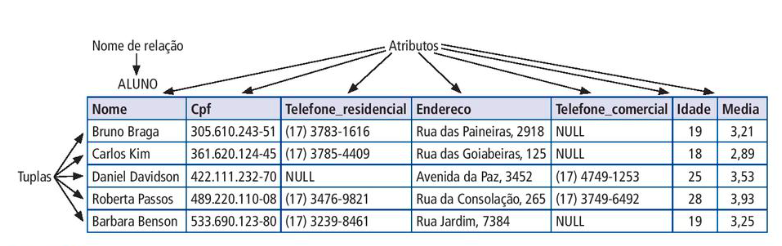 Nome de relação
Atributos
ALUNO
Nome Cpf Telefone_residencial Endereco Telefone_comercial Idade Media
Bruno Braga 305.610.243-51 (17) 3783-1616 Rua das Paineiras, 2918 NULL 19 3,21
Carlos Kim 361.620.124-45 (17) 3785-4409 Rua das Goiabeiras, 125 NULL 18 2,89
Tuplas Daniel Davidson 422.111.232-70 NULL Avenida da Paz, 3452 (17) 4749-1253 25 3,53
Roberta Passos 489.220.110-08 (17) 3476-9821 Rua da Consolação, 265 (17) 3749-6492 28 3,93
Barbara Benson 533.690.123-80 (17) 3239-8461 Rua Jardim, 7384 NULL 19 3,25